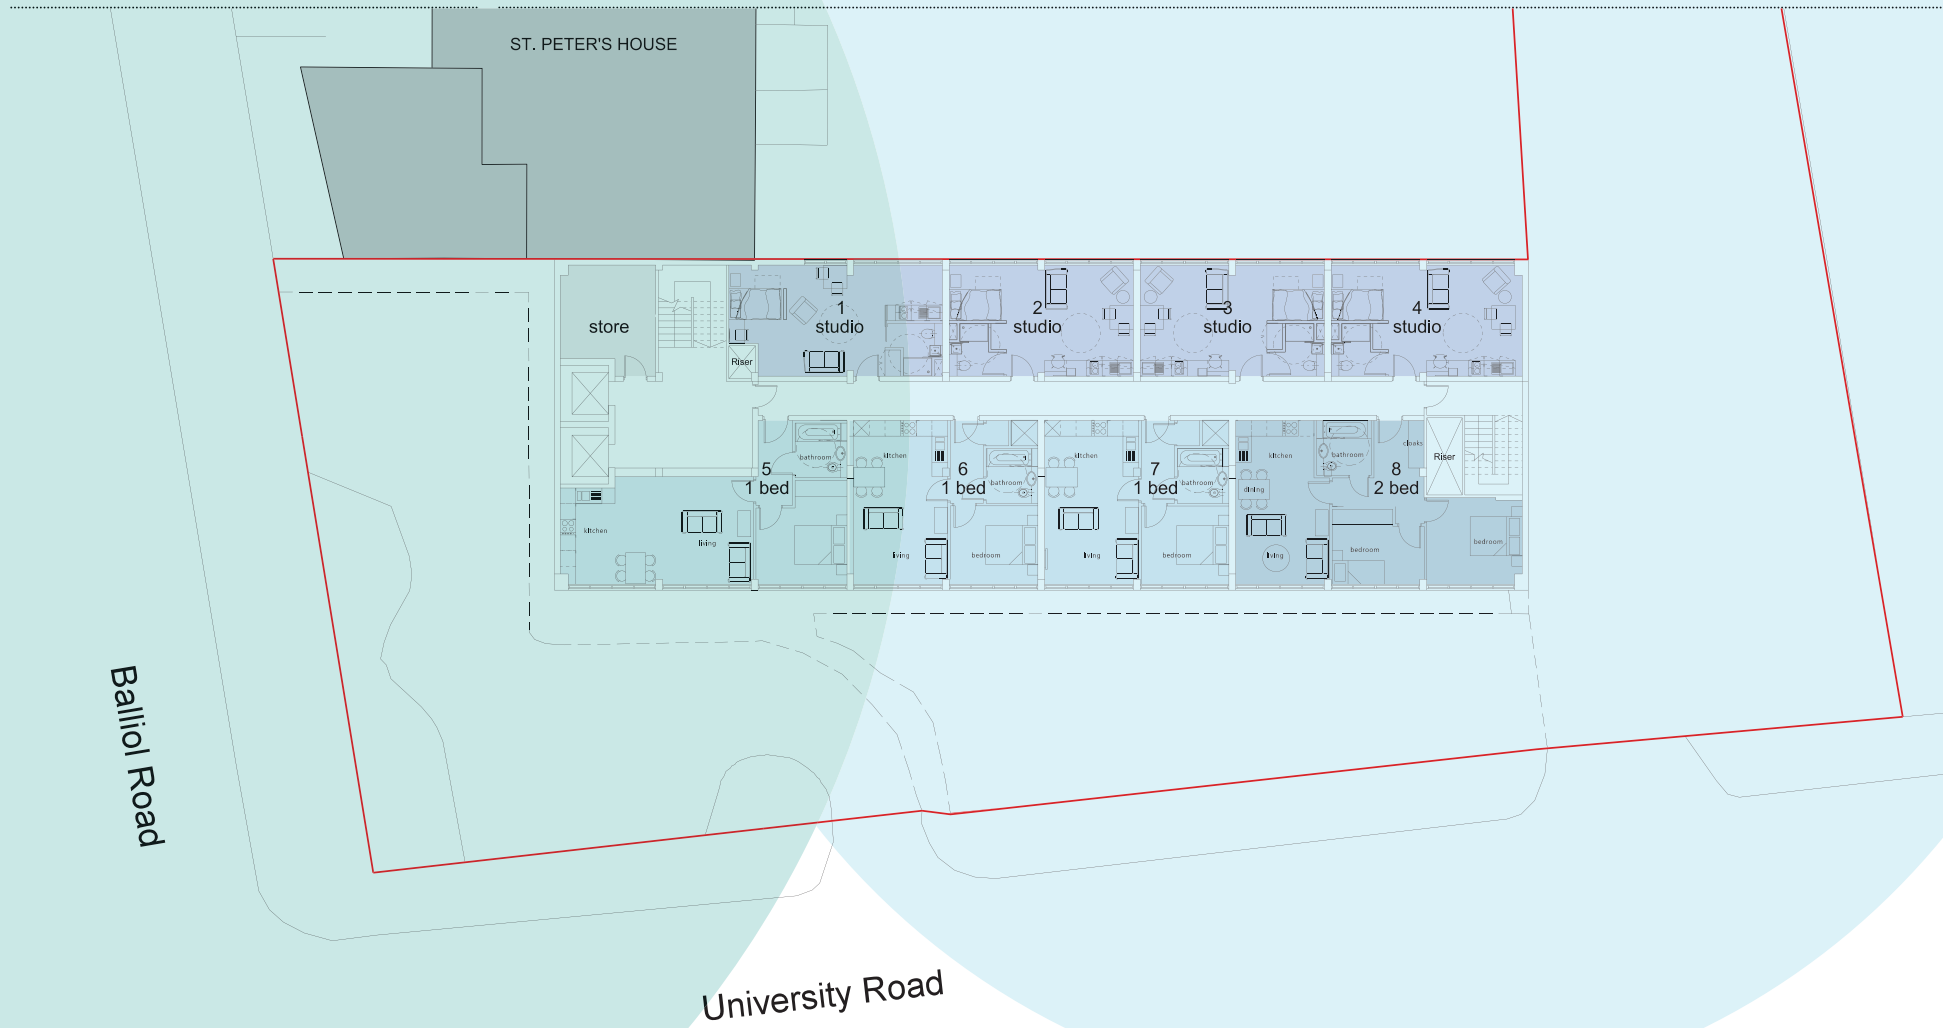 ST. PETER'S HOUSE
store
Riser
1
studio
2
studio
3
studio
4
studio
5
1 bed
bathroom
kitchen
living
6
1 bed
kitchen
bathroom
living
bedroom
7
1 bed
kitchen
bathroom
living
bedroom
8
2 bed
kitchen
bathroom
cloaks
dining
living
bedroom
bedroom
Riser
Balliol Road
University Road